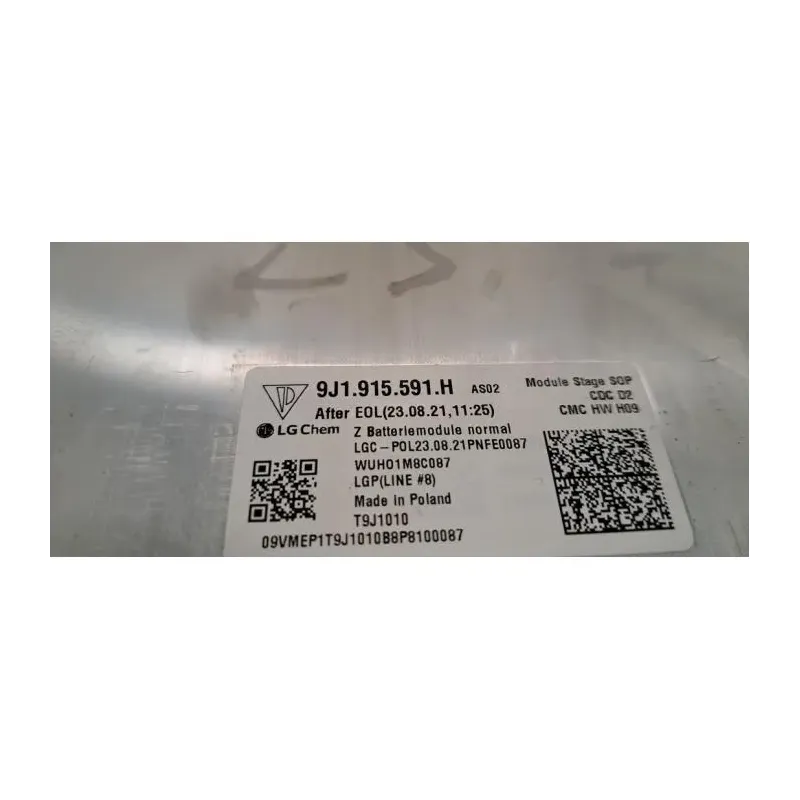 9J1.915.591.H AS02 Module Stage SOP
After EOL(23.08.21,11:25) CDC D2
LG Chem Z Batteriemodule normal CMC HW H09
LGC-POL23.08.21PNFE0087
WUH01M8C087
LGP(LINE #8)
Made in Poland
T9J1010
09VMEP1T9J1010B8P8100087